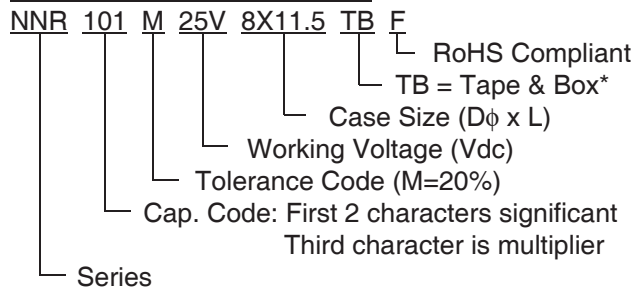 NNR 101 M 25V 8X11.5 TB F
RoHS Compliant
TB = Tape & Box*
Case Size (Dϕ x L)
Working Voltage (Vdc)
Tolerance Code (M=20%)
Cap. Code: First 2 characters significant
Third character is multiplier
Series